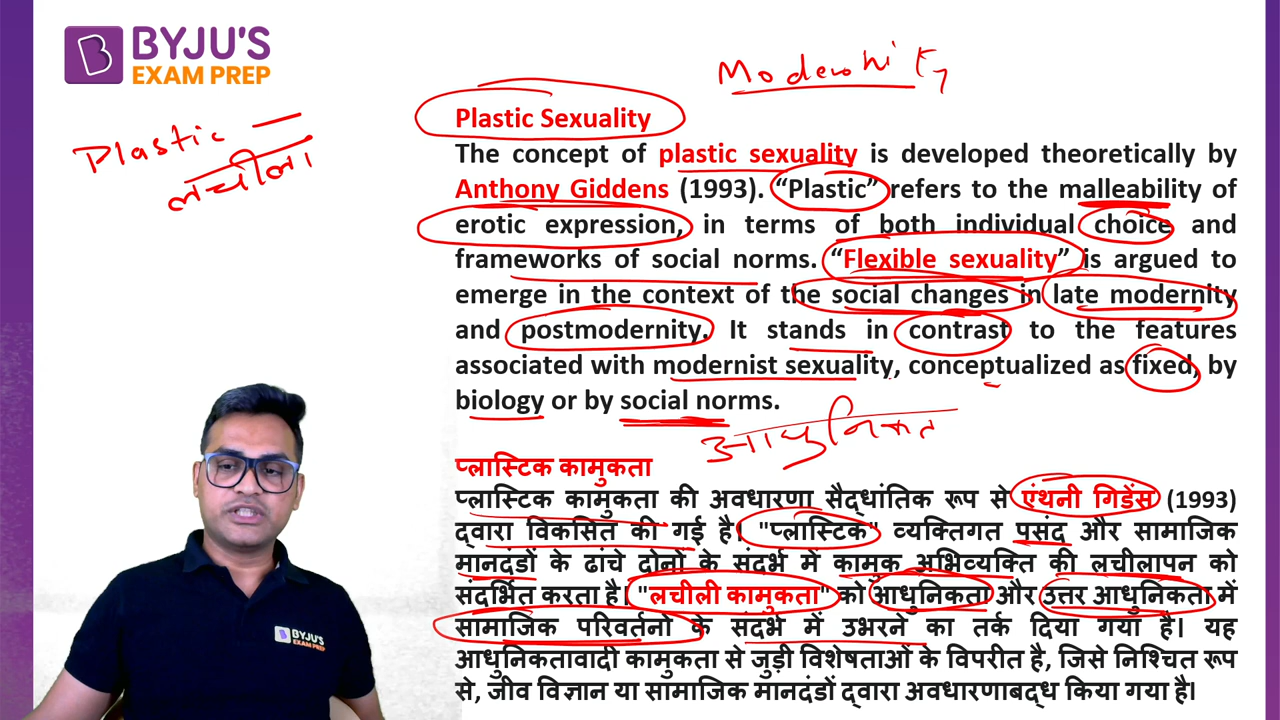 BYJU'S
EXAM PREP
Modernity
Plastic –
लचीला।
Plastic Sexuality
The concept of plastic sexuality is developed theoretically by
Anthony Giddens (1993). “Plastic” refers to the malleability of
erotic expression, in terms of both individual choice and
frameworks of social norms. “Flexible sexuality” is argued to
emerge in the context of the social changes in late modernity
and postmodernity. It stands in contrast to the features
associated with modernist sexuality, conceptualized as fixed, by
biology or by social norms.
आधुनिकता
प्लास्टिक कामुकता
प्लास्टिक कामुकता की अवधारणा सैद्धांतिक रूप से एंथनी गिडेंस (1993)
द्वारा विकसित की गई है। "प्लास्टिक" व्यक्तिगत पसंद और सामाजिक
मानदंडों के ढांचे दोनों के संदर्भ में कामुक अभिव्यक्ति की लचीलापन को
संदर्भित करता है। "लचीली कामुकता" को आधुनिकता और उत्तर आधुनिकता में
सामाजिक परिवर्तनो के संदर्भ में उभरने का तर्क दिया गया है। यह
आधुनिकतावादी कामुकता से जुड़ी विशेषताओं के विपरीत है, जिसे निश्चित रूप
से, जीव विज्ञान या सामाजिक मानदंडों द्वारा अवधारणाबद्ध किया गया है।
BYJU'S
EXAM PREP